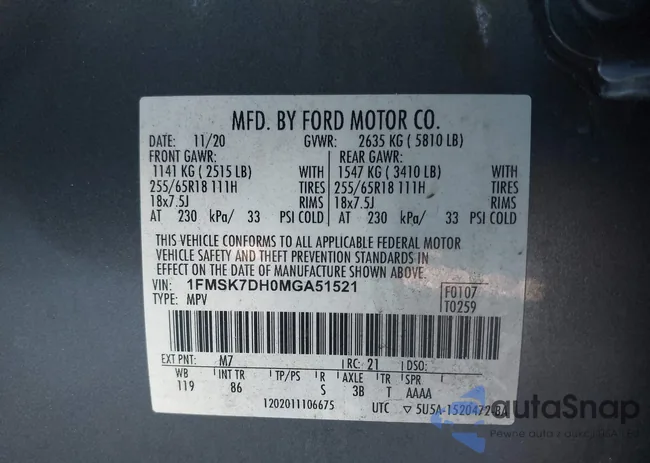 MFD. BY FORD MOTOR CO.
DATE: 11/20 GVWR: 2635 KG ( 5810 LB)
FRONT GAWR: REAR GAWR:
1141 KG ( 2515 LB) WITH 1547 KG ( 3410 LB) WITH
255/65R18 111H TIRES 255/65R18 111H TIRES
18x7.5J RIMS 18x7.5J RIMS
AT 230 kPa/ 33 PSI COLD AT 230 kPa/ 33 PSI COLD
THIS VEHICLE CONFORMS TO ALL APPLICABLE FEDERAL MOTOR
VEHICLE SAFETY AND THEFT PREVENTION STANDARDS IN
EFFECT ON THE DATE OF MANUFACTURE SHOWN ABOVE.
VIN: 1FMSK7DH0MGA51521 F0107
TYPE: MPV T0259
EXT PNT: M7 RC: 21 DSO:
WB INT TR TP/PS R AXLE TR SPR
119 86 S 3B T AAAA
1202011106675 UTC ▽ 5U5A-1520472-BA
autaSnap